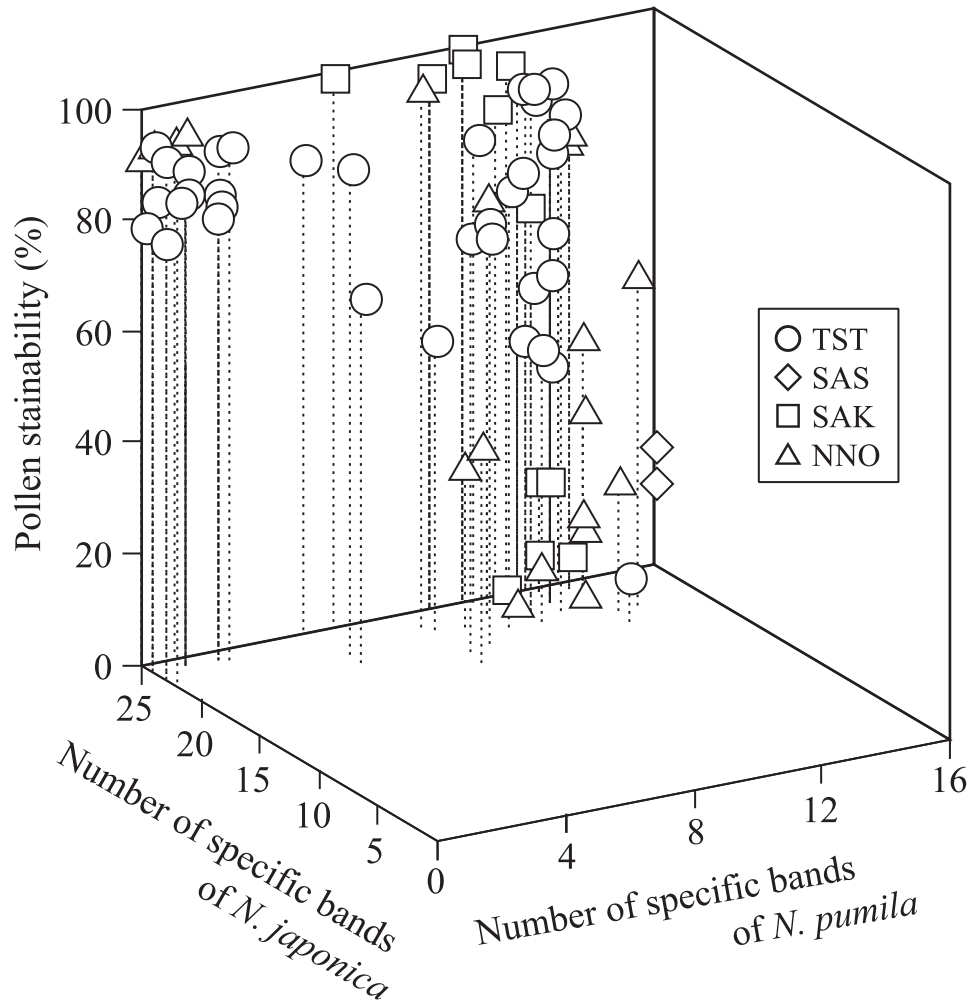 100
80
60
40
20
0
Pollen stainability (%)
TST
SAS
SAK
NNO
25
20
15
10
5
0
4
8
12
16
Number of specific bands
of N. japonica
Number of specific bands
of N. pumila